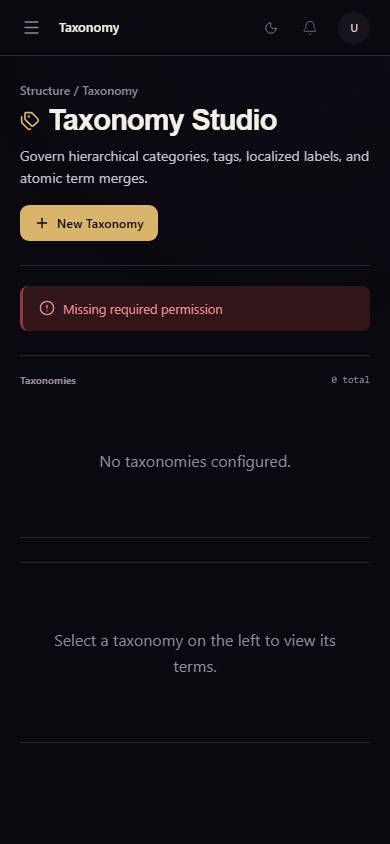 Taxonomy
U
Structure / Taxonomy
Taxonomy Studio
Govern hierarchical categories, tags, localized labels, and
atomic term merges.
New Taxonomy
Missing required permission
Taxonomies
0 total
No taxonomies configured.
Select a taxonomy on the left to view its
terms.